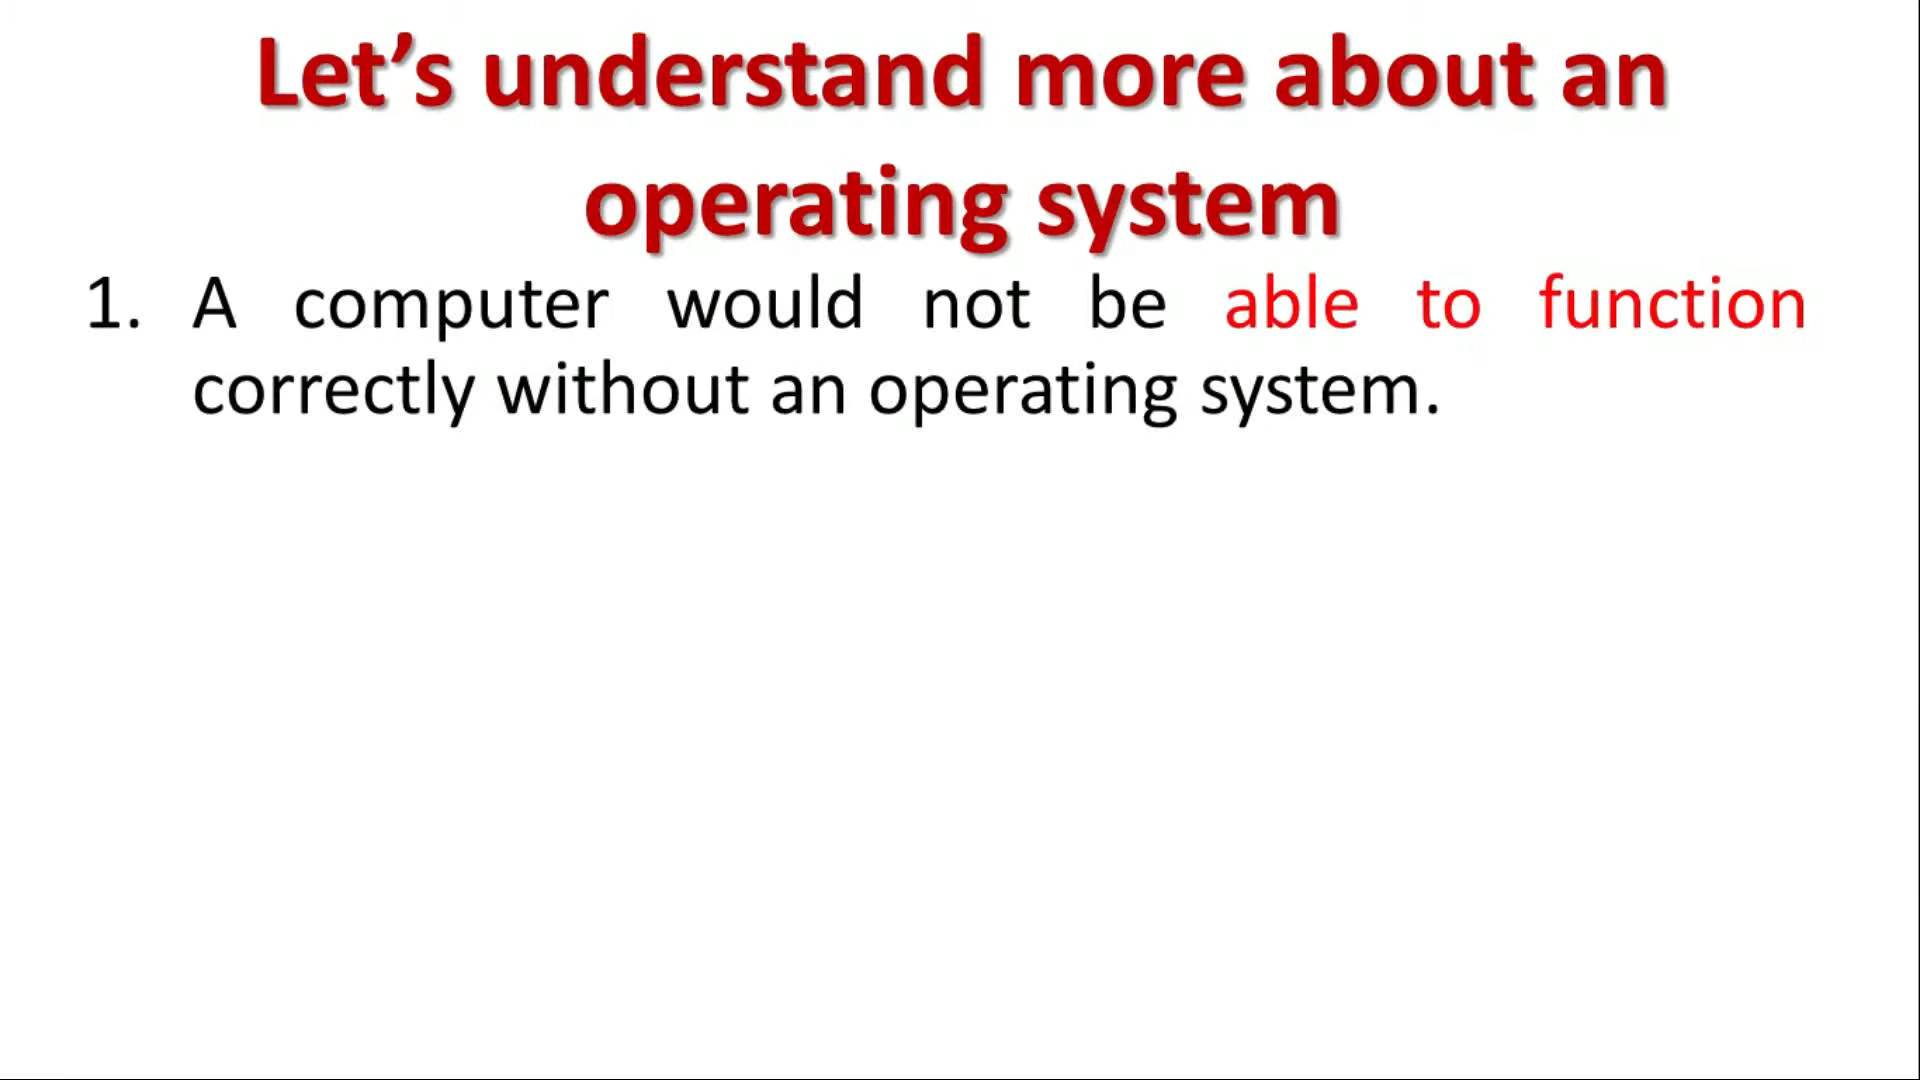 Let’s understand more about an
operating system
1. A computer would not be able to function
correctly without an operating system.